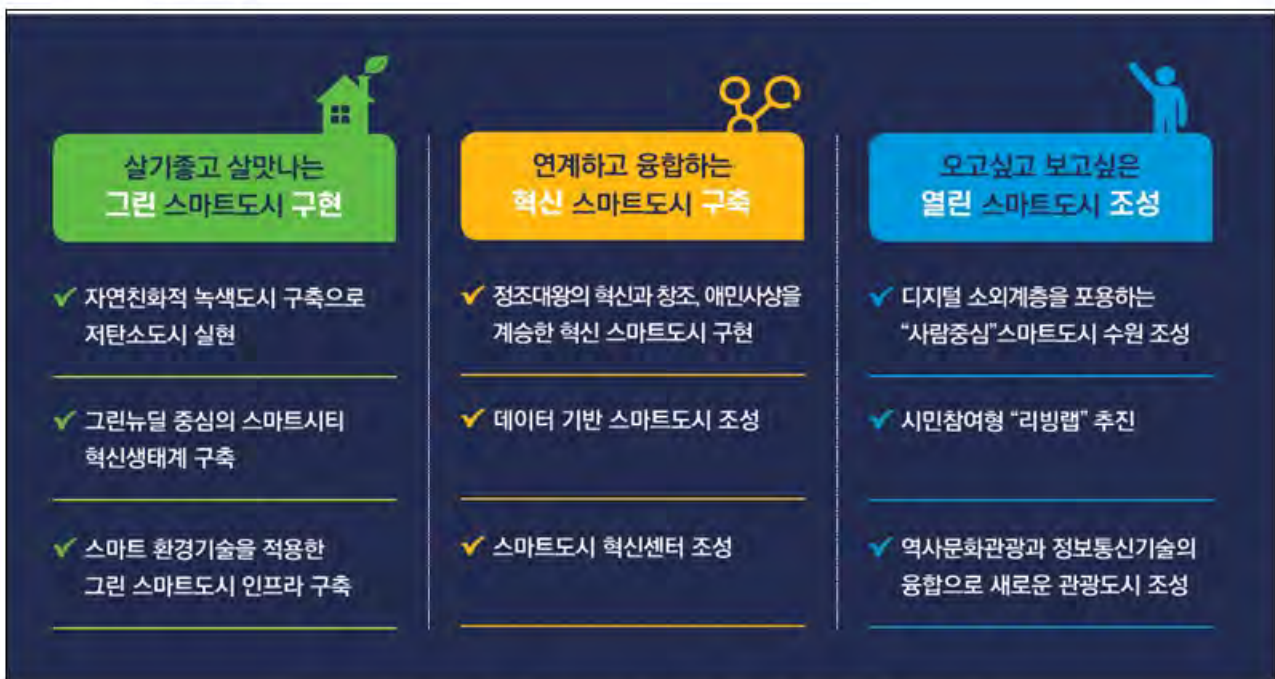 살기좋고 살맛나는
그린 스마트도시 구현
자연친화적 녹색도시 구축으로
저탄소도시 실현
그린뉴딜 중심의 스마트시티
혁신생태계 구축
스마트 환경기술을 적용한
그린 스마트도시 인프라 구축
연계하고 융합하는
혁신 스마트도시 구축
정조대왕의 혁신과 창조, 애민사상을
계승한 혁신 스마트도시 구현
데이터 기반 스마트도시 조성
스마트도시 혁신센터 조성
오고싶고 보고싶은
열린 스마트도시 조성
디지털 소외계층을 포용하는
“사람중심”스마트도시 수원 조성
시민참여형 “리빙랩” 추진
역사문화관광과 정보통신기술의
융합으로 새로운 관광도시 조성